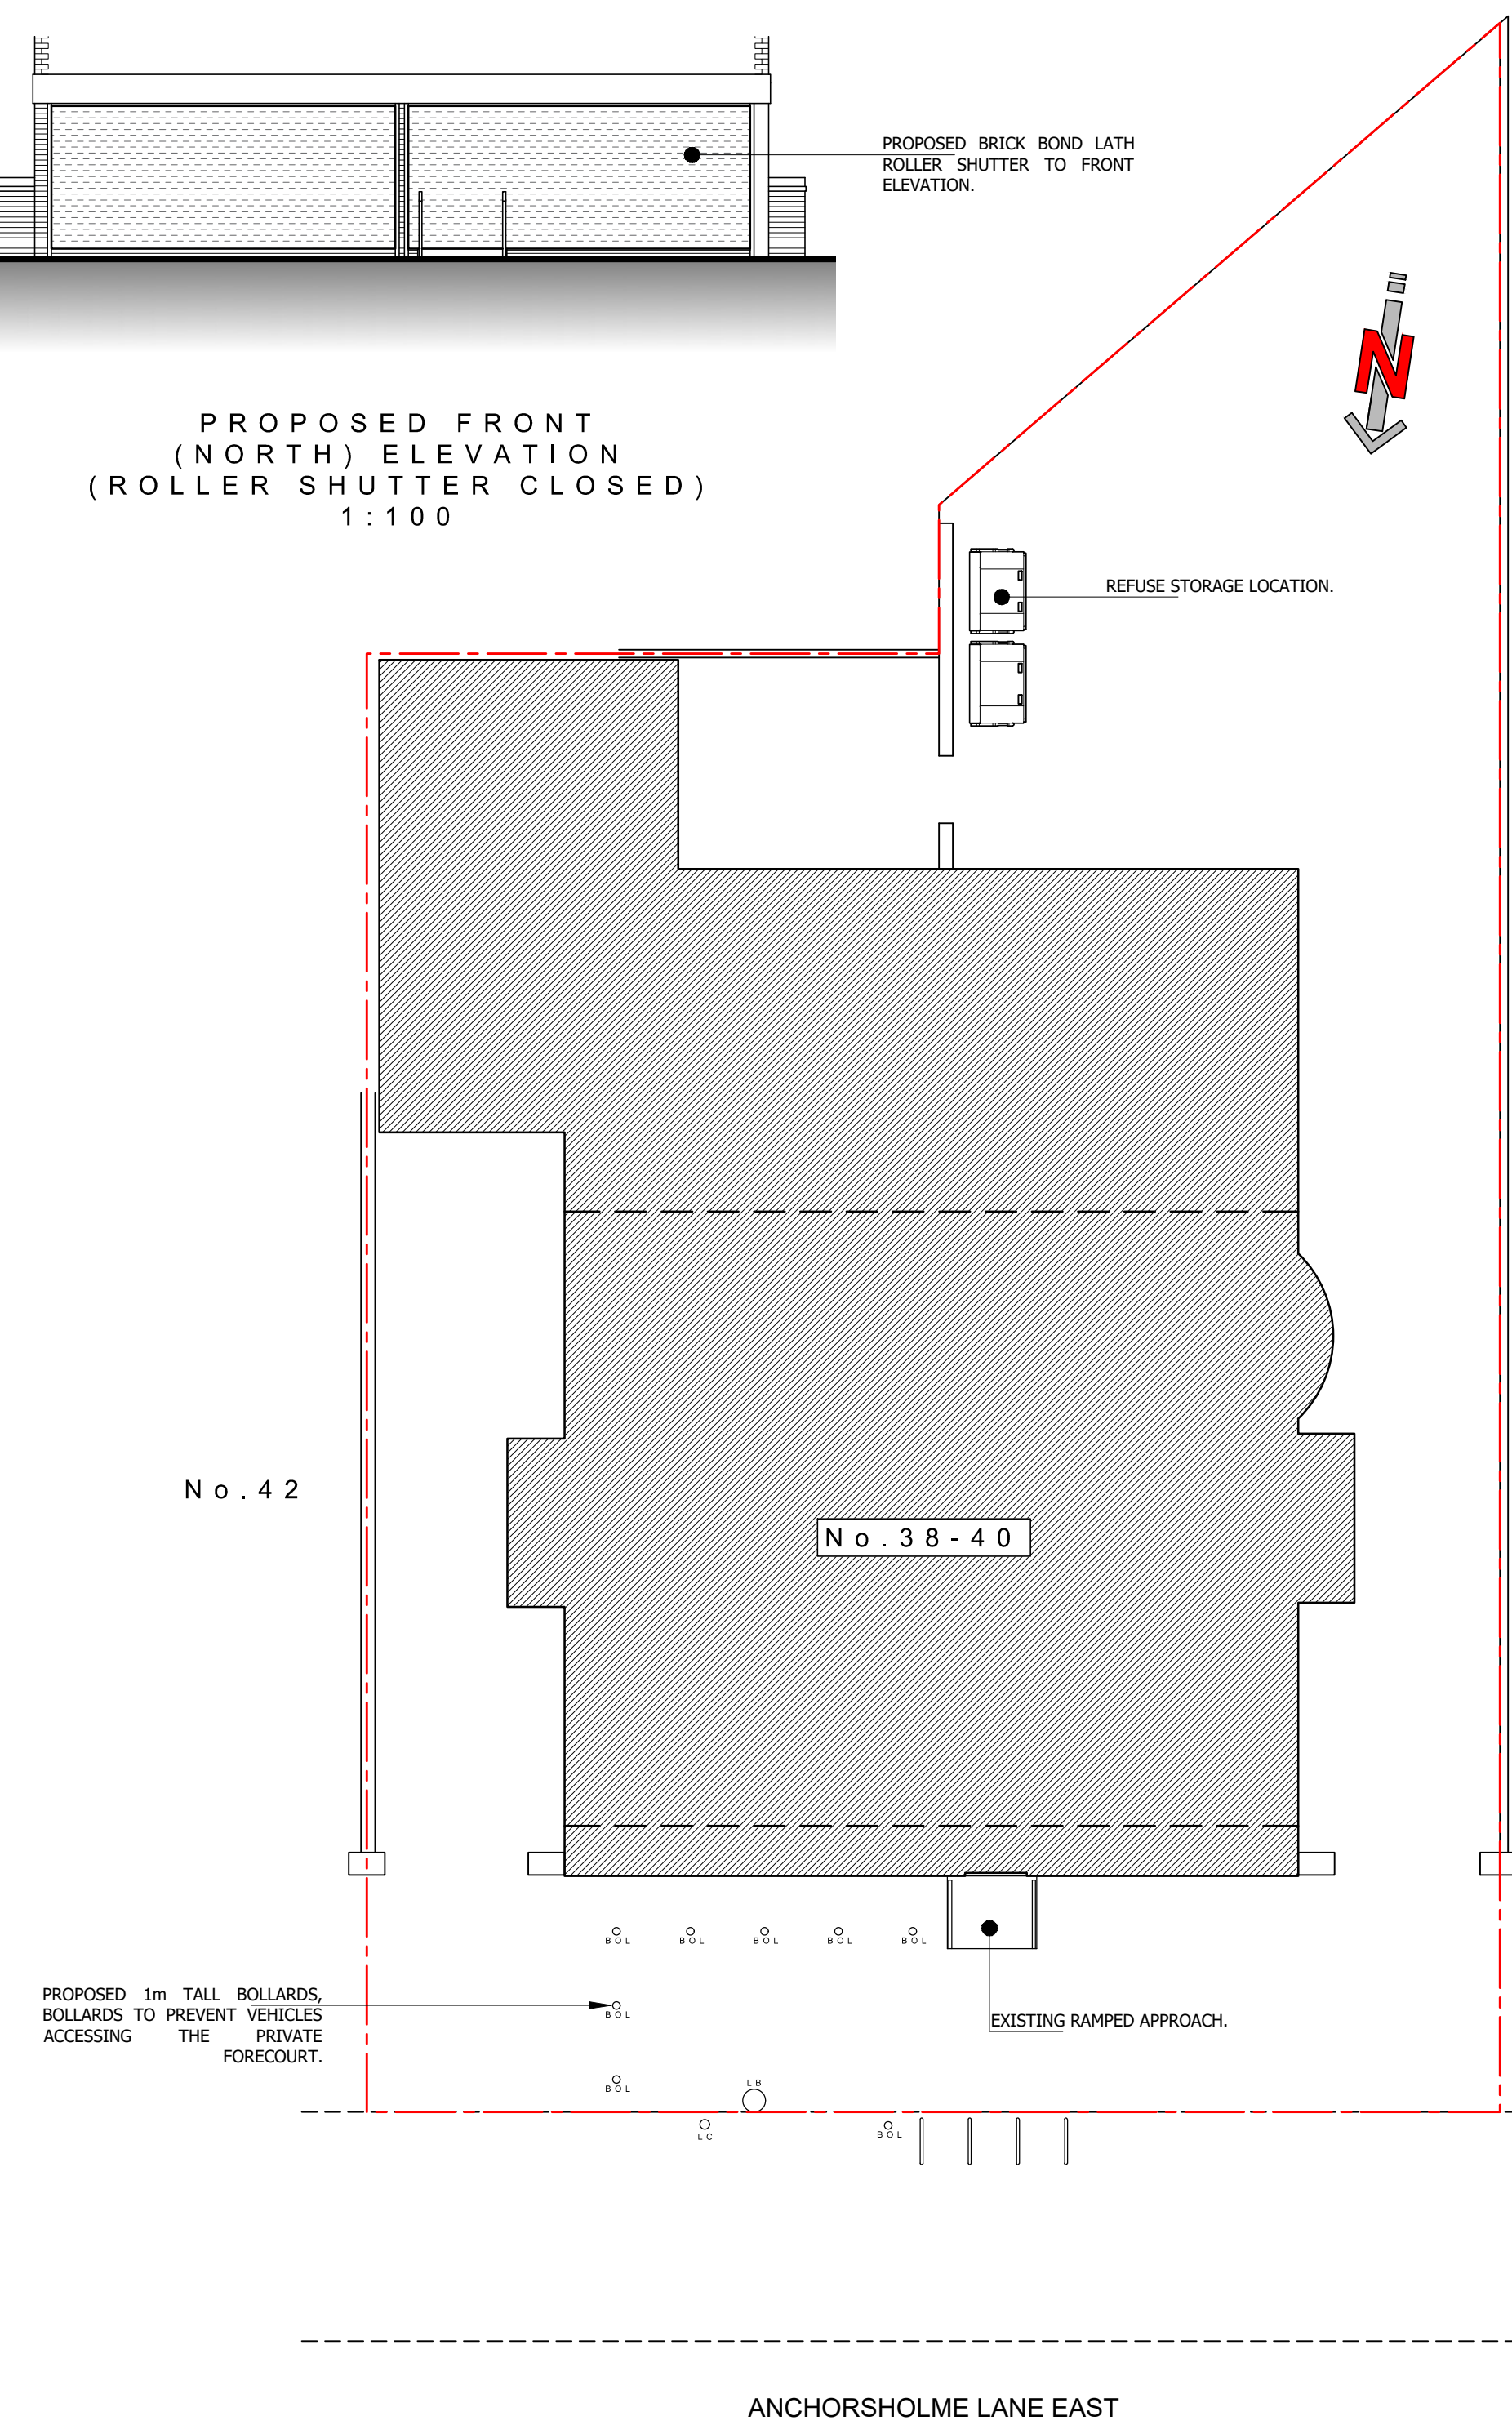 PROPOSED BRICK BOND LATH
ROLLER SHUTTER TO FRONT
ELEVATION.
N
PROPOSED FRONT
(NORTH) ELEVATION
(ROLLER SHUTTER CLOSED)
1:100
REFUSE STORAGE LOCATION.
No.42
No.38-40
BOL
BOL
BOL
BOL
BOL
PROPOSED 1m TALL BOLLARDS,
BOLLARDS TO PREVENT VEHICLES
ACCESSING THE PRIVATE
FORECOURT.
BOL
EXISTING RAMPED APPROACH.
BOL
LB
LC
BOL
ANCHORSHOLME LANE EAST